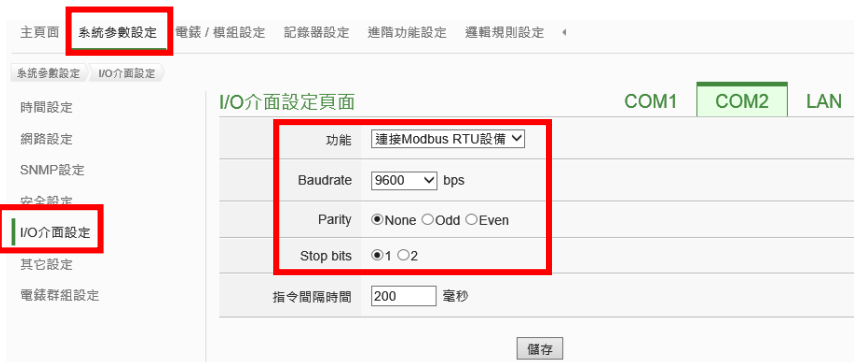 主頁面 系統參數設定 電錶 / 模組設定 記錄器設定 進階功能設定 邏輯規則設定
系統參數設定 I/O介面設定
時間設定
網路設定
SNMP設定
安全設定
I/O介面設定
其它設定
電錶群組設定
I/O介面設定頁面 COM1 COM2 LAN
功能 連接Modbus RTU設備
Baudrate 9600 bps
Parity None Odd Even
Stop bits 1 2
指令間隔時間 200 毫秒
儲存